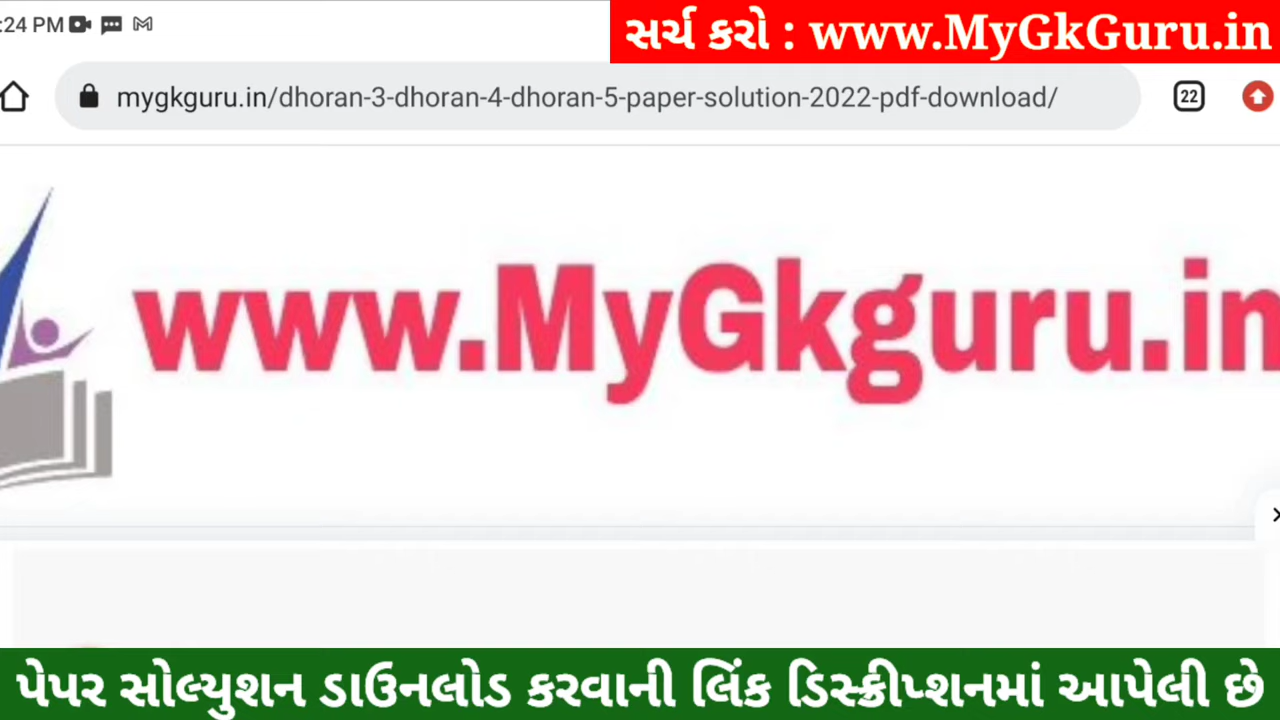 :24 PM
સર્ચ કરો : www.MyGkGuru.in
mygkguru.in/dhoran-3-dhoran-4-dhoran-5-paper-solution-2022-pdf-download/
22
www.MyGkguru.in
પેપર સોલ્યુશન ડાઉનલોડ કરવાની લિંક ડિસ્ક્રીપ્શનમાં આપેલી છે